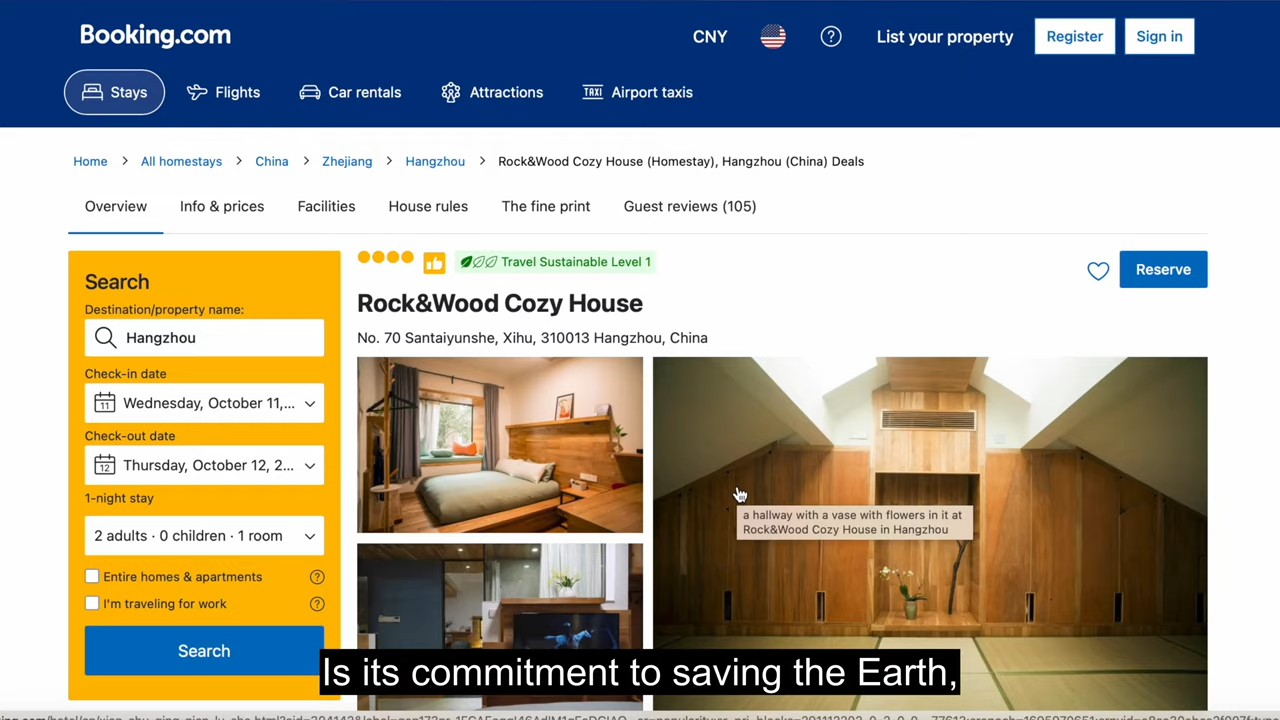 Booking.com
CNY
List your property
Register
Sign in
Stays
Flights
Car rentals
Attractions
TAXI
Airport taxis
Home > All homestays > China > Zhejiang > Hangzhou > Rock&Wood Cozy House (Homestay), Hangzhou (China) Deals
Overview
Info & prices
Facilities
House rules
The fine print
Guest reviews (105)
Search
Destination/property name:
Hangzhou
Check-in date
11
Wednesday, October 11,...
Check-out date
12
Thursday, October 12, 2...
1-night stay
2 adults · 0 children · 1 room
Entire homes & apartments
I'm traveling for work
Search
Travel Sustainable Level 1
Reserve
Rock&Wood Cozy House
No. 70 Santaiyunshe, Xihu, 310013 Hangzhou, China
a hallway with a vase with flowers in it at
Rock&Wood Cozy House in Hangzhou
Is its commitment to saving the Earth,